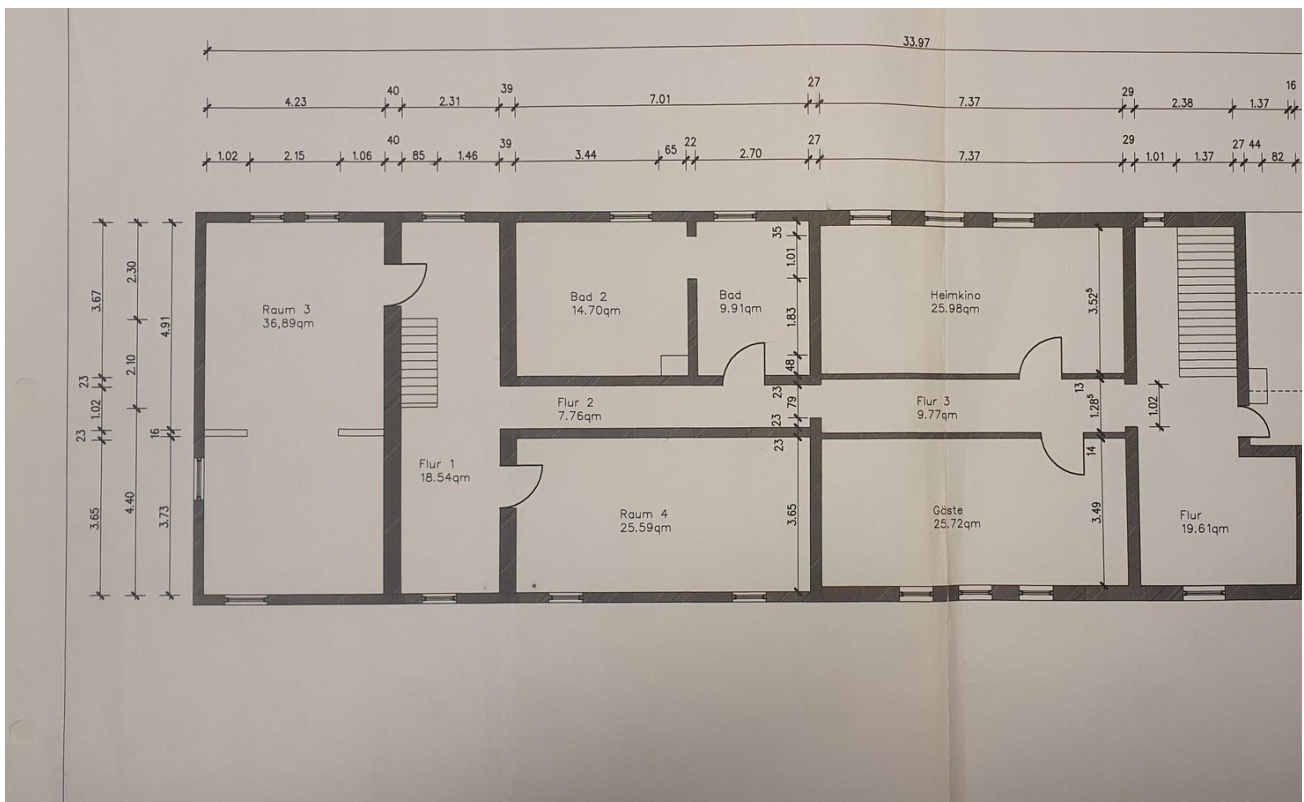 33.97
4.23
40
2.31
39
7.01
27
7.37
29
2.38
1.37
16
1.02
2.15
1.06
40
85
1.46
39
3.44
65
22
2.70
27
7.37
29
1.01
1.37
27
44
82
3.67
23
1.02
23
3.65
2.30
2.10
4.40
4.91
16
3.73
Raum 3
36,89qm
Flur 1
18.54qm
Bad 2
14.70qm
Bad
9.91qm
35
1.01
1.83
48
Flur 2
7.76qm
23
79
23
23
Raum 4
25.59qm
3.65
Heimkino
25.98qm
3.52⁵
Flur 3
9.77qm
13
1.28⁵
1.02
14
Gäste
25.72qm
3.49
Flur
19.61qm